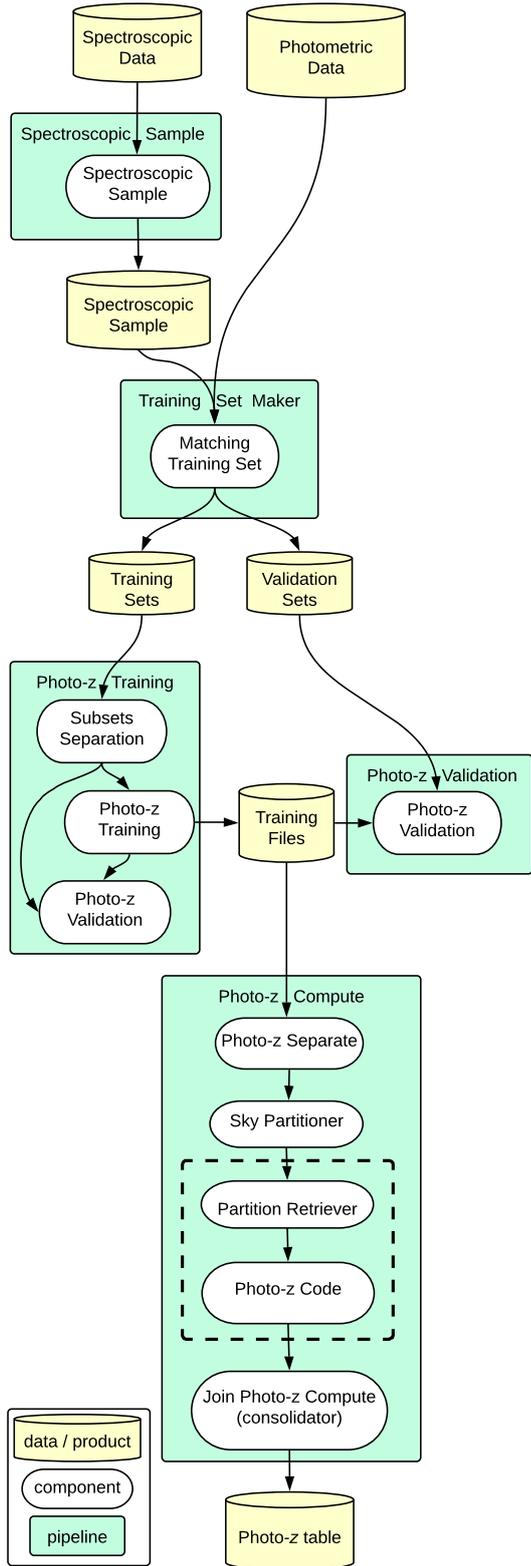 Spectroscopic
Data
Photometric
Data
Spectroscopic Sample
Spectroscopic
Sample
Spectroscopic
Sample
Training Set Maker
Matching
Training Set
Training
Sets
Validation
Sets
Photo-z Training
Subsets
Separation
Photo-z
Training
Photo-z
Validation
Training
Files
Photo-z Validation
Photo-z
Validation
Photo-z Compute
Photo-z Separate
Sky Partitioner
Partition Retriever
Photo-z Code
Join Photo-z Compute
(consolidator)
Photo-z table
data / product
component
pipeline